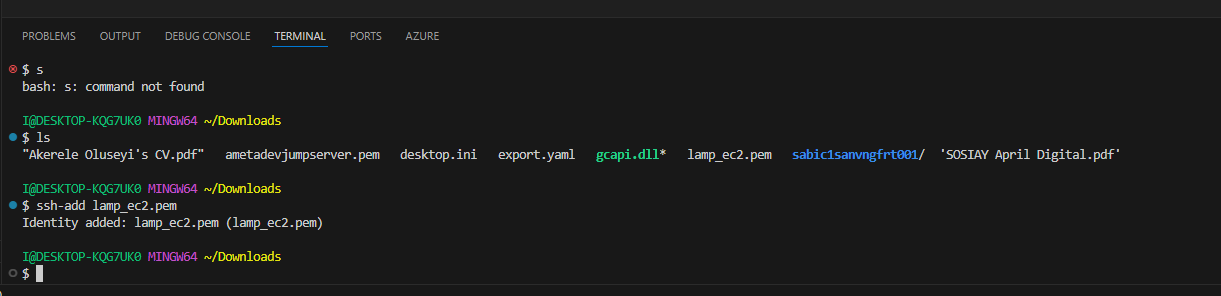 PROBLEMS OUTPUT DEBUG CONSOLE TERMINAL PORTS AZURE
$ s
bash: s: command not found
I@DESKTOP-KQG7UK0 MINGW64 ~/Downloads
$ ls
"Akerele Oluseyi's CV.pdf" ametadevjumpserver.pem desktop.ini export.yaml gcapi.dll* lamp_ec2.pem sabic1sanvngfrt001/ 'SOSIAY April Digital.pdf'
I@DESKTOP-KQG7UK0 MINGW64 ~/Downloads
$ ssh-add lamp_ec2.pem
Identity added: lamp_ec2.pem (lamp_ec2.pem)
I@DESKTOP-KQG7UK0 MINGW64 ~/Downloads
$